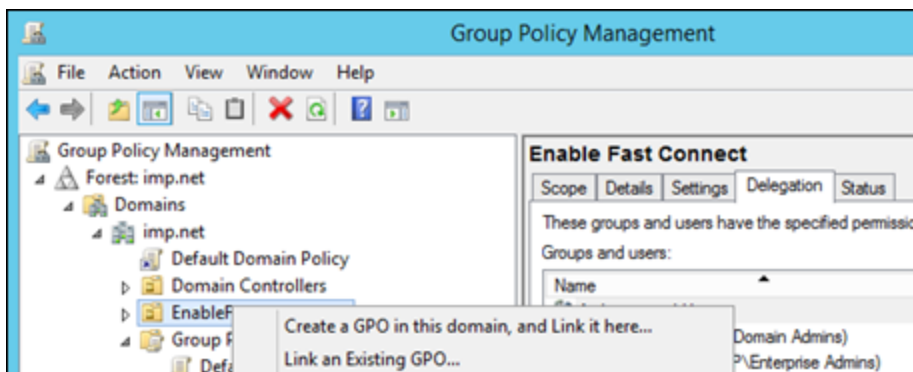 Group Policy Management
File Action View Window Help
Group Policy Management
Forest: imp.net
Domains
imp.net
Default Domain Policy
Domain Controllers
EnableF
Group P
Defa
Create a GPO in this domain, and Link it here...
Link an Existing GPO...
Enable Fast Connect
Scope Details Settings Delegation Status
These groups and users have the specified permissio
Groups and users:
Name
Domain Admins)
P\Enterprise Admins)